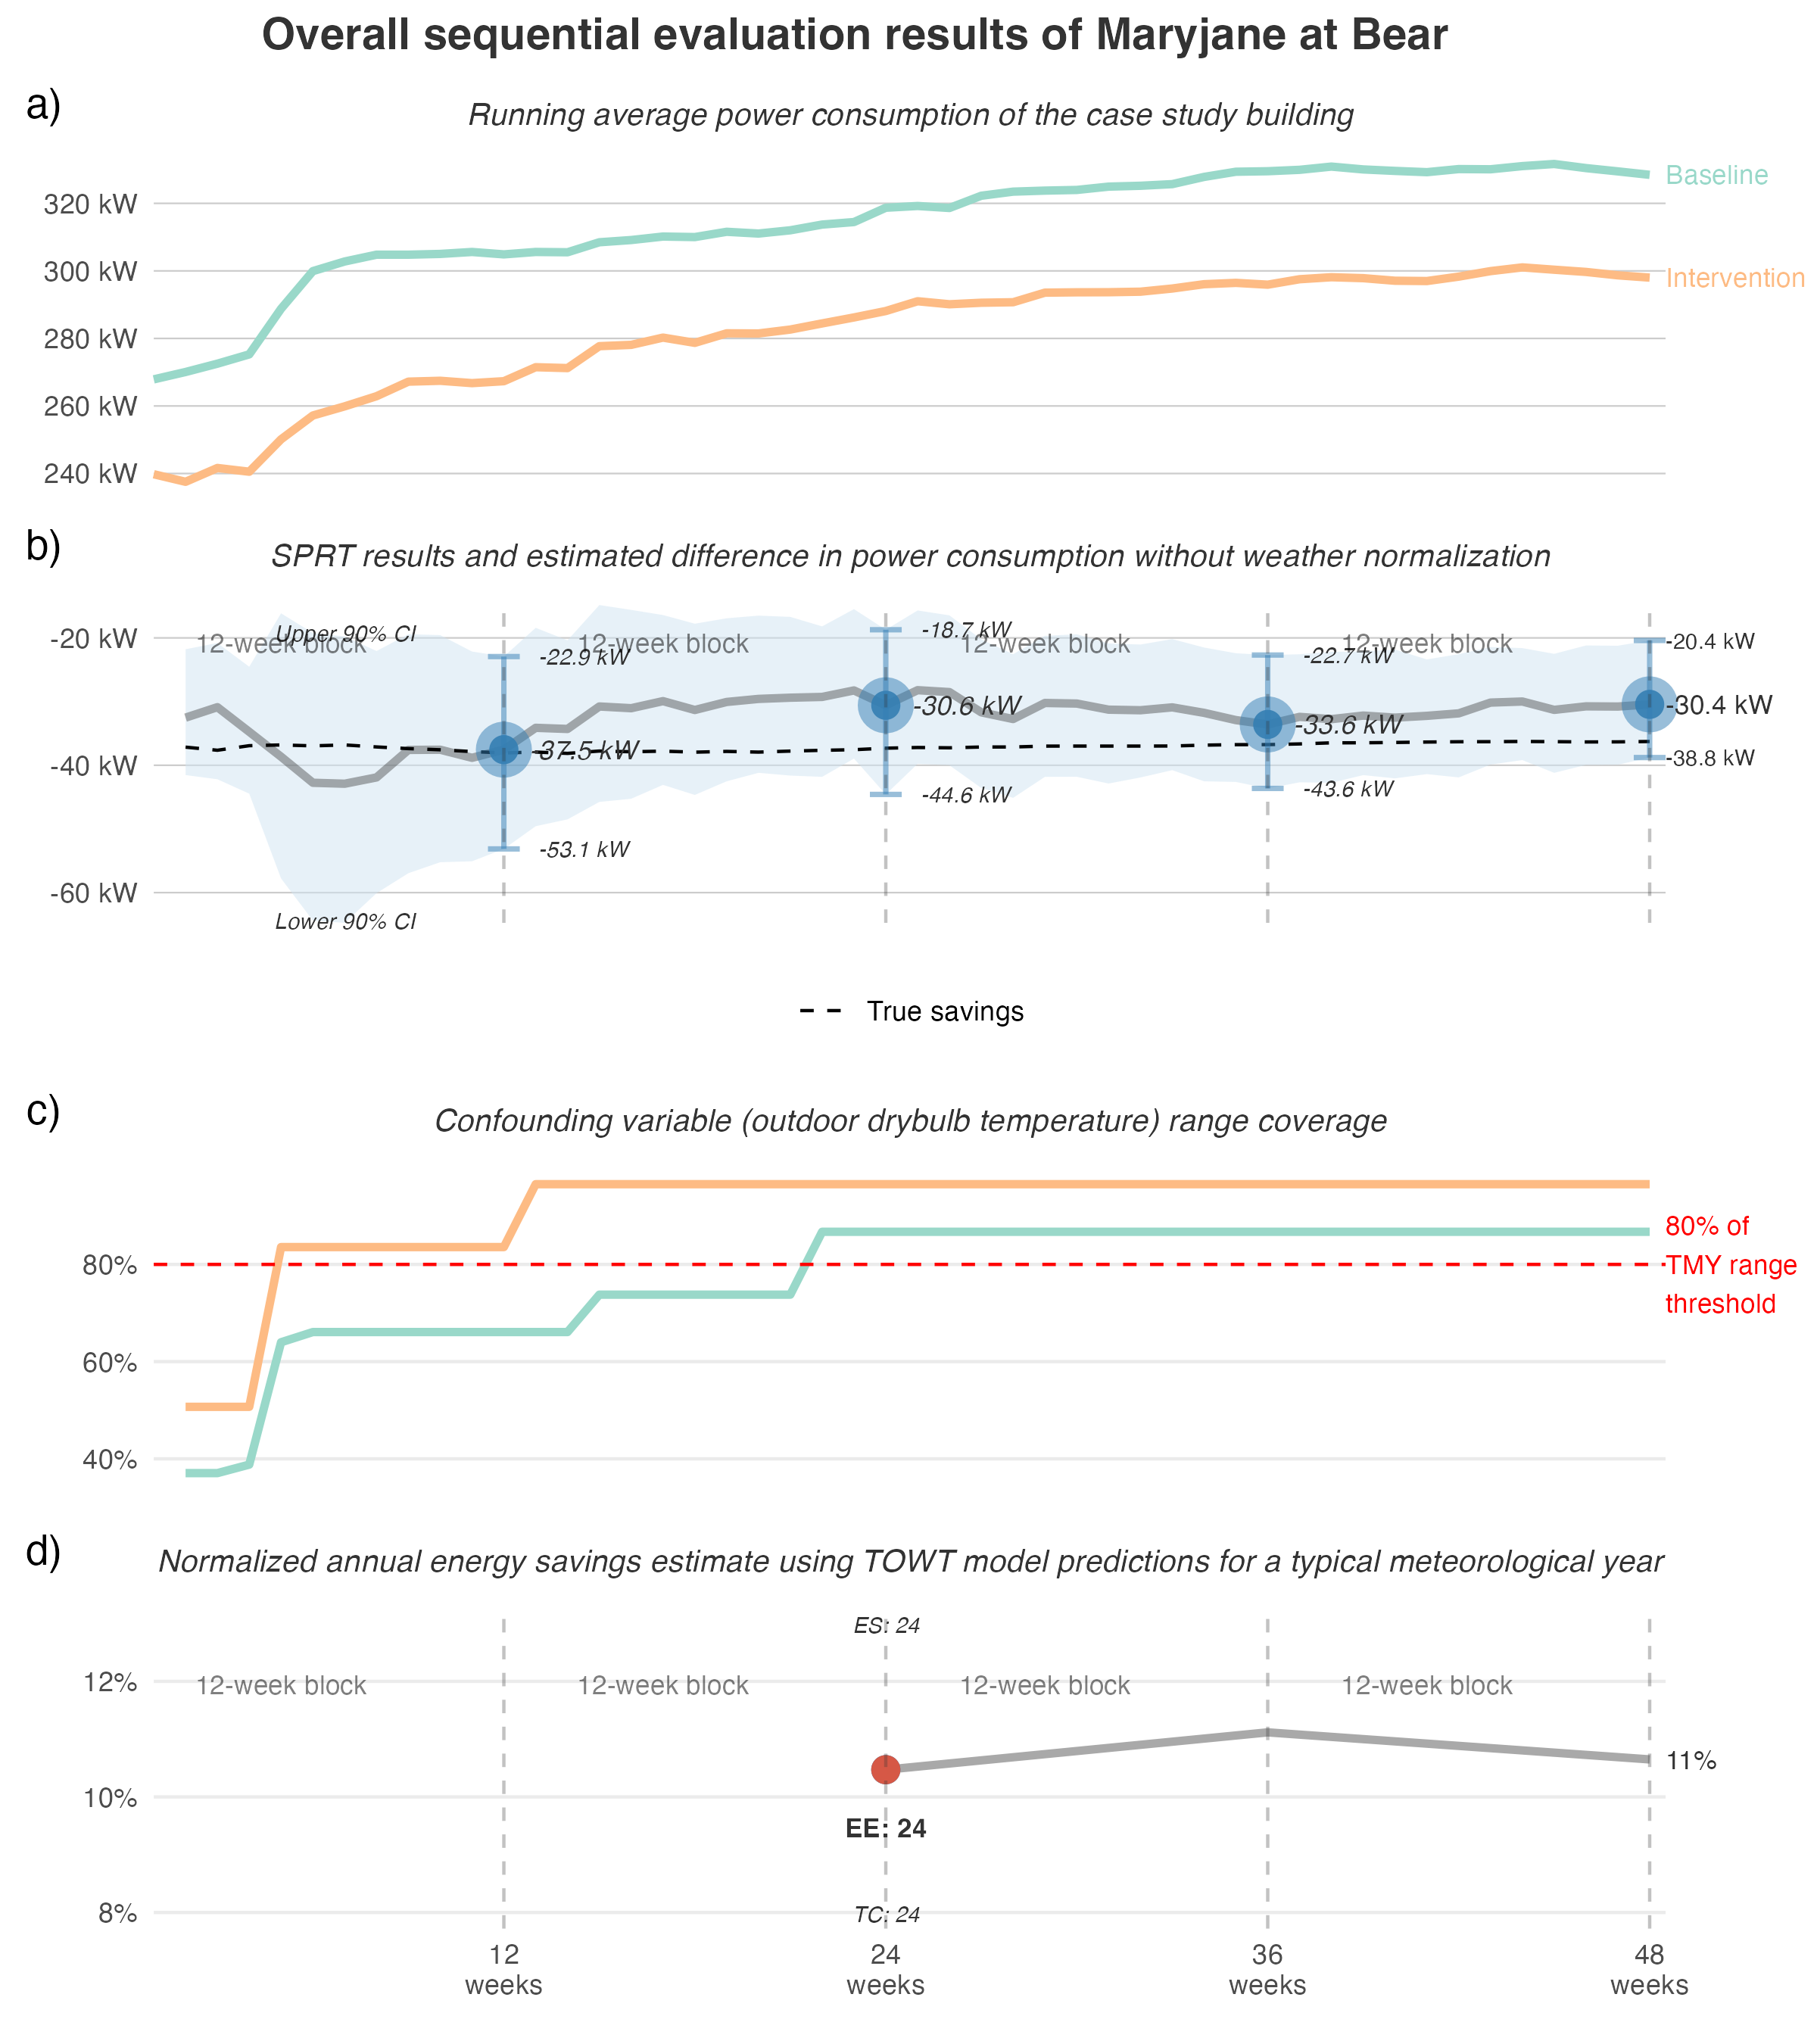 Overall sequential evaluation results of Maryjane at Bear
a)
Running average power consumption of the case study building
320 kW
300 kW
280 kW
260 kW
240 kW
Baseline
Intervention
b)
SPRT results and estimated difference in power consumption without weather normalization
-20 kW
-40 kW
-60 kW
12-week block
12-week block
12-week block
12-week block
Upper 90% CI
Lower 90% CI
-22.9 kW
-37.5 kW
-53.1 kW
-18.7 kW
-30.6 kW
-44.6 kW
-22.7 kW
-33.6 kW
-43.6 kW
-20.4 kW
-30.4 kW
-38.8 kW
True savings
c)
Confounding variable (outdoor drybulb temperature) range coverage
80%
60%
40%
80% of
TMY range
threshold
d)
Normalized annual energy savings estimate using TOWT model predictions for a typical meteorological year
ES: 24
12%
10%
8%
12-week block
12-week block
12-week block
12-week block
11%
EE: 24
TC: 24
12
weeks
24
weeks
36
weeks
48
weeks